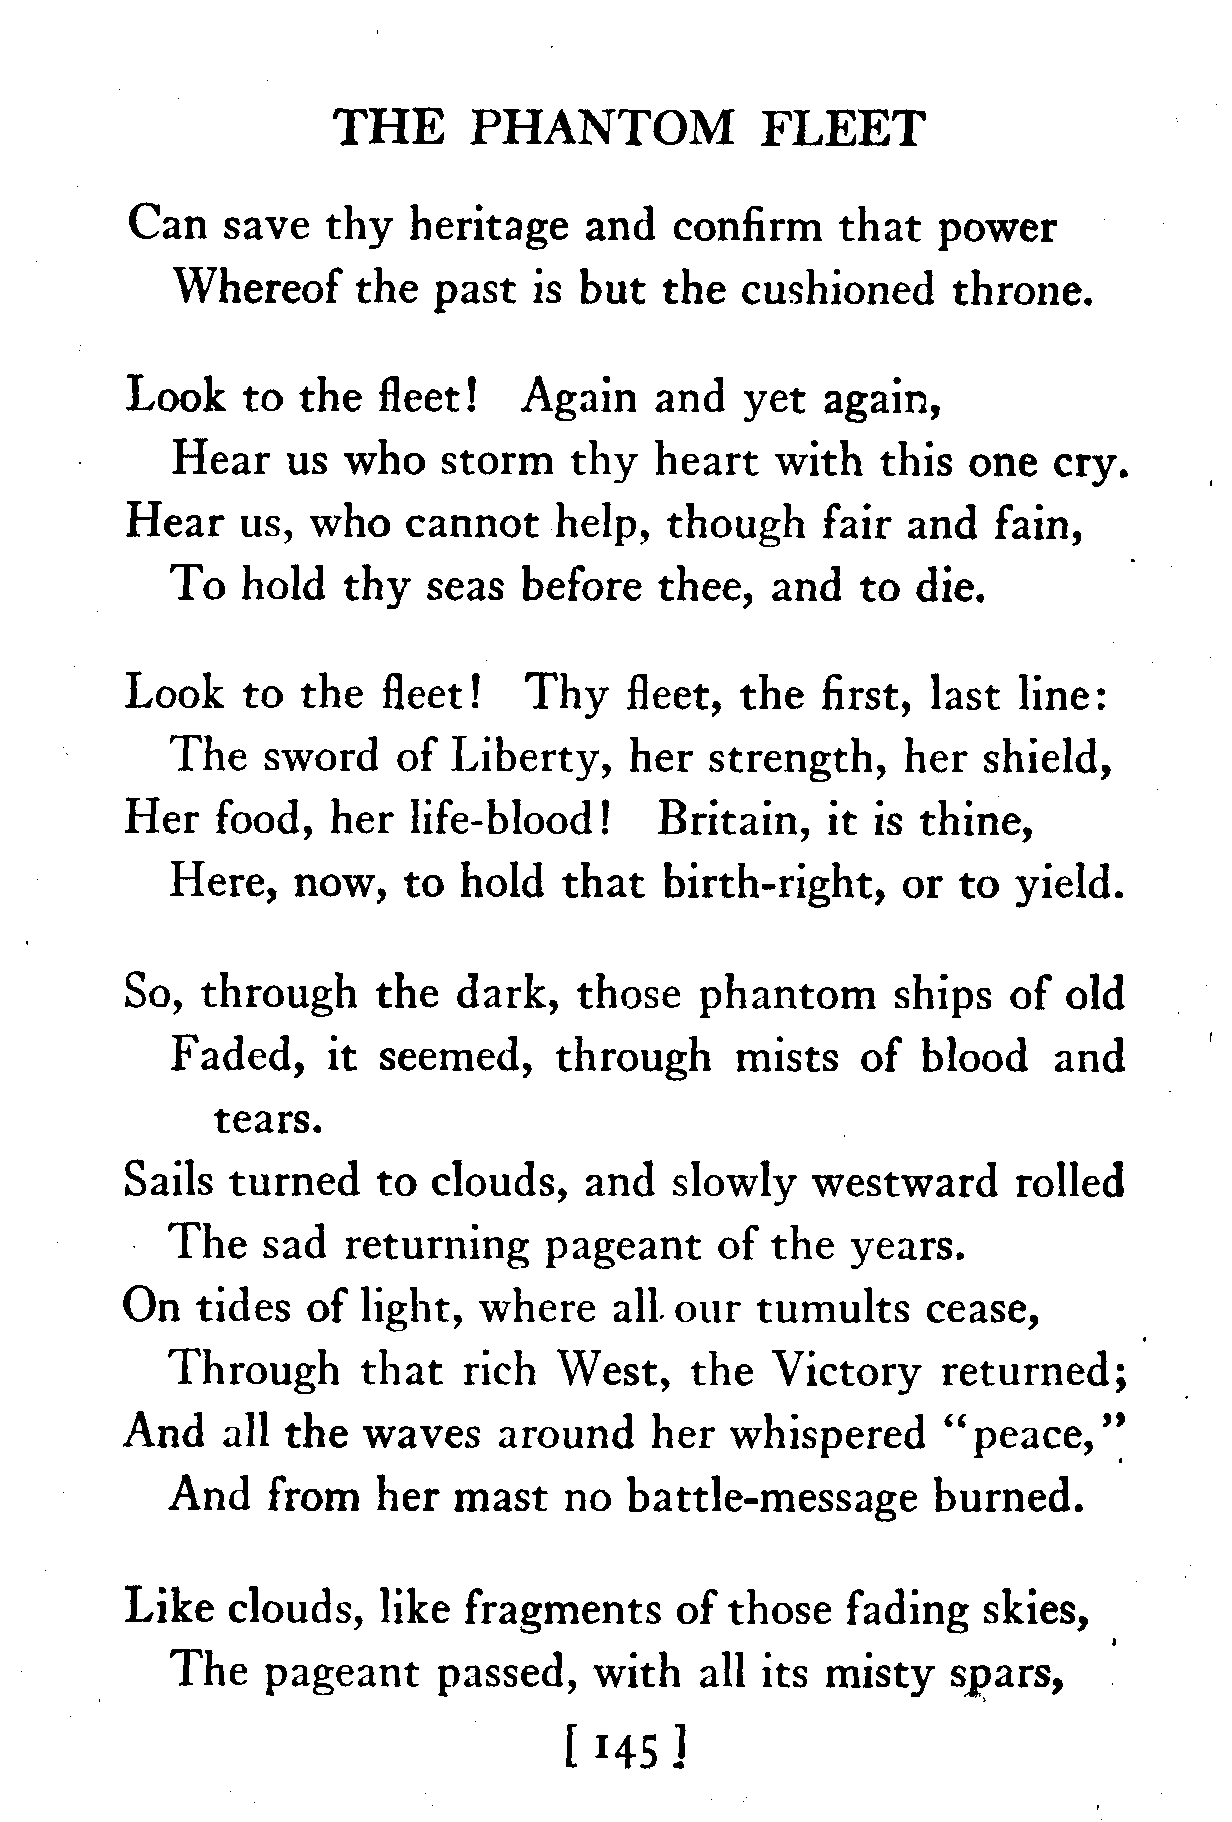 THE PHANTOM FLEET
Can save thy heritage and confirm that power
Whereof the past is but the cushioned throne.
Look to the fleet! Again and yet again,
Hear us who storm thy heart with this one cry.
Hear us, who cannot help, though fair and fain,
To hold thy seas before thee, and to die.
Look to the fleet! Thy fleet, the first, last line:
The sword of Liberty, her strength, her shield,
Her food, her life-blood! Britain, it is thine,
Here, now, to hold that birth-right, or to yield.
So, through the dark, those phantom ships of old
Faded, it seemed, through mists of blood and
tears.
Sails turned to clouds, and slowly westward rolled
The sad returning pageant of the years.
On tides of light, where all our tumults cease,
Through that rich West, the Victory returned;
And all the waves around her whispered "peace,"
And from her mast no battle-message burned.
Like clouds, like fragments of those fading skies,
The pageant passed, with all its misty spars,
[ 145 ]